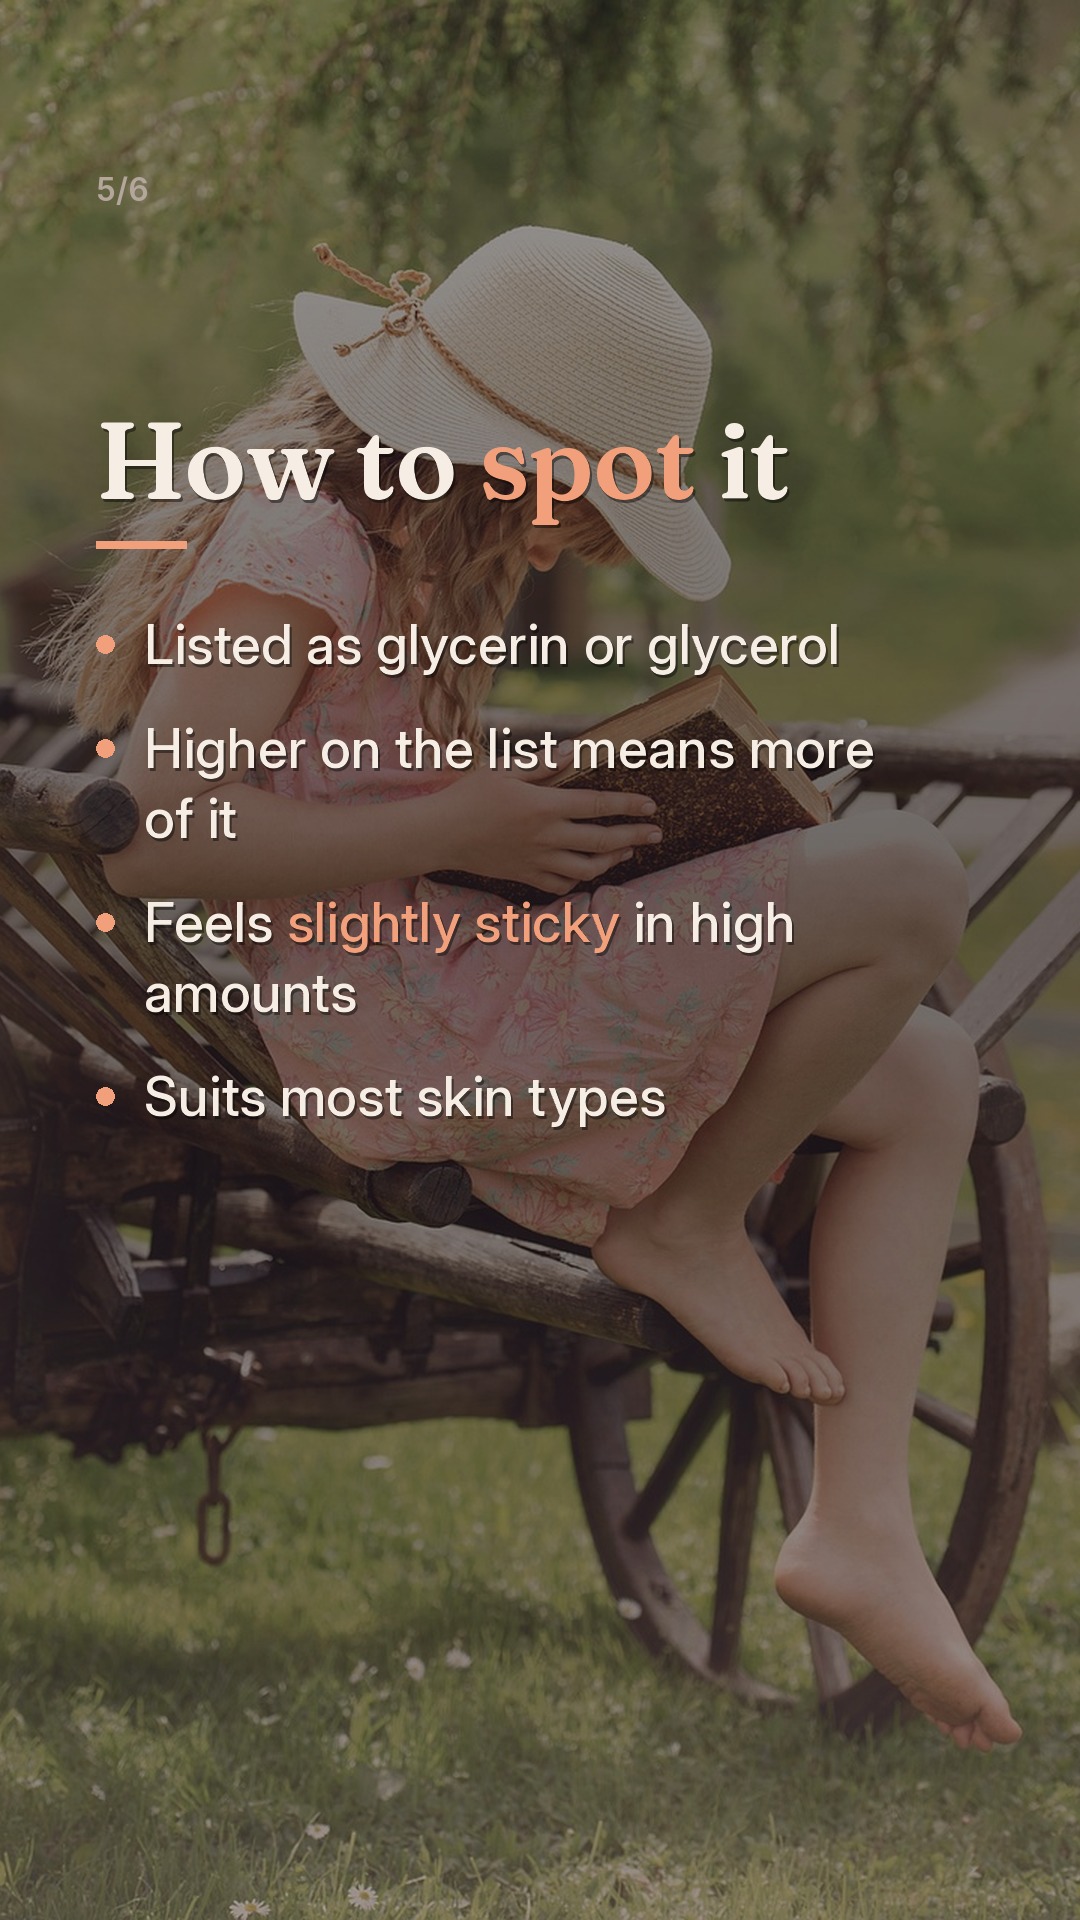 5/6
How to spot it
Listed as glycerin or glycerol
Higher on the list means more
of it
Feels slightly sticky in high
amounts
Suits most skin types